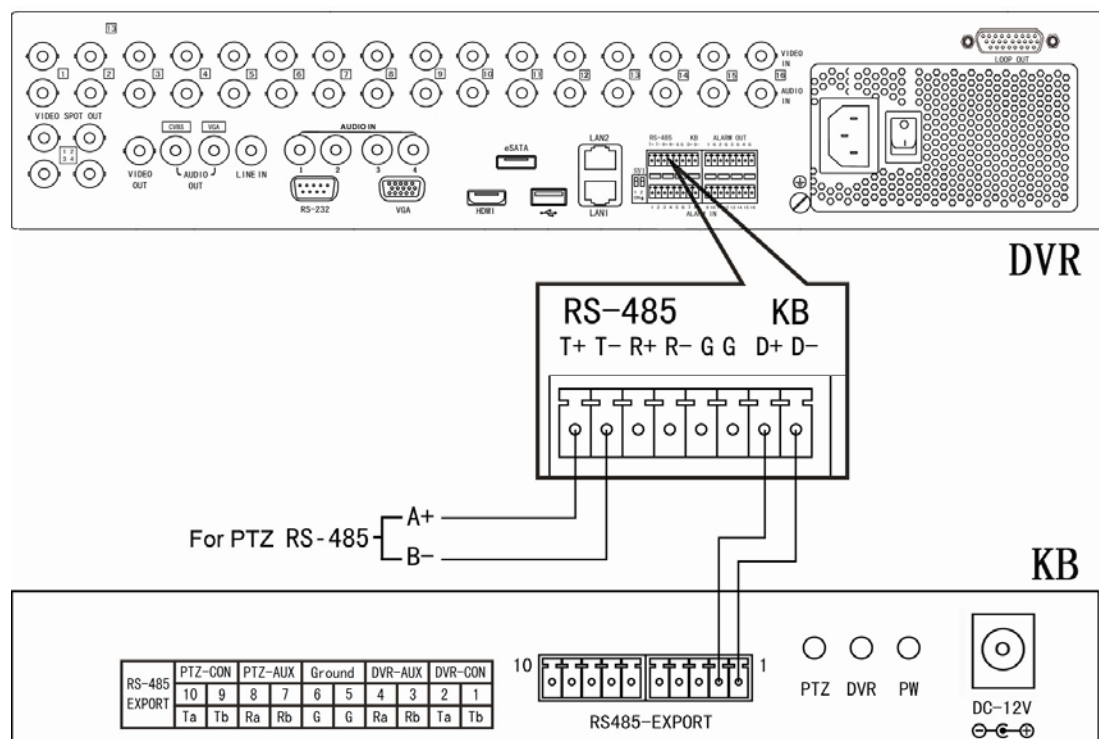 13
VIDEO IN
1 2 3 4 5 6 7 8 9 10 11 12 13 14 15 16
AUDIO IN
LOOP OUT
VIDEO SPOT OUT
1 2
3 4
CVBS VGA
VIDEO OUT
AUDIO OUT
LINE IN
AUDIO IN
1 2 3 4
RS-232
VGA
eSATA
HDMI
LAN2
LAN1
RS-485 KB ALARM OUT
ALARM IN
DVR
RS-485 KB
T+ T- R+ R- G G D+ D-
For PTZ RS-485
A+
B-
KB
RS-485 EXPORT
PTZ-CON PTZ-AUX Ground DVR-AUX DVR-CON
10 9 8 7 6 5 4 3 2 1
Ta Tb Ra Rb G G Ra Rb Ta Tb
10 1
RS485-EXPORT
PTZ DVR PW
DC-12V